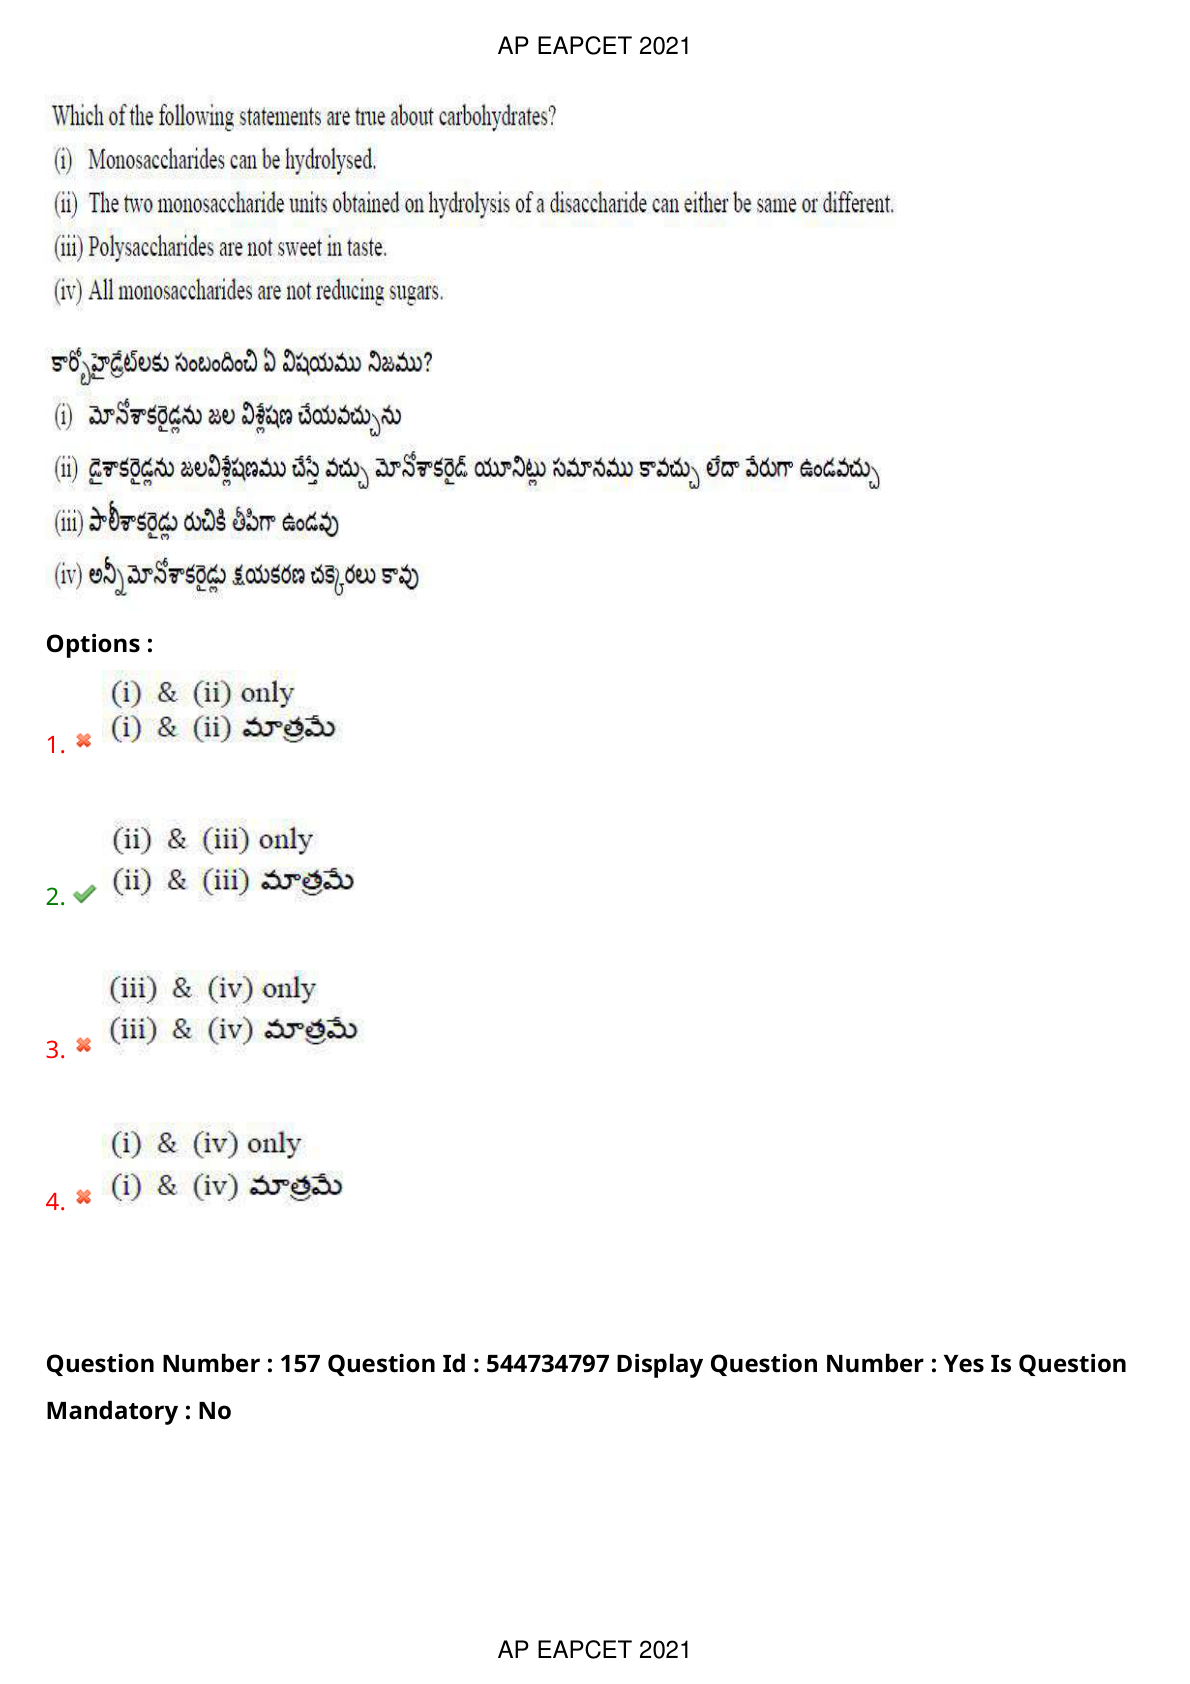 AP EAPCET 2021
Which of the following statements are true about carbohydrates?
(i) Monosaccharides can be hydrolysed.
(ii) The two monosaccharide units obtained on hydrolysis of a disaccharide can either be same or different.
(iii) Polysaccharides are not sweet in taste.
(iv) All monosaccharides are not reducing sugars.
కార్బోహైడ్రేట్‌లకు సంబందించి ఏ విషయము నిజము?
(i) మోనోశాకరైడ్లను జల విశ్లేషణ చేయవచ్చును
(ii) డైశాకరైడ్లను జలవిశ్లేషణము చేస్తే వచ్చు మోనోశాకరైడ్ యూనిట్లు సమానము కావచ్చు లేదా వేరుగా ఉండవచ్చు
(iii) పాలీశాకరైడ్లు రుచికి తీపిగా ఉండవు
(iv) అన్నీమోనోశాకరైడ్లు క్షయకరణ చక్కెరలు కావు
Options :
(i) & (ii) only
(i) & (ii) మాత్రమే
1.
(ii) & (iii) only
(ii) & (iii) మాత్రమే
2.
(iii) & (iv) only
(iii) & (iv) మాత్రమే
3.
(i) & (iv) only
(i) & (iv) మాత్రమే
4.
Question Number : 157 Question Id : 544734797 Display Question Number : Yes Is Question
Mandatory : No
AP EAPCET 2021